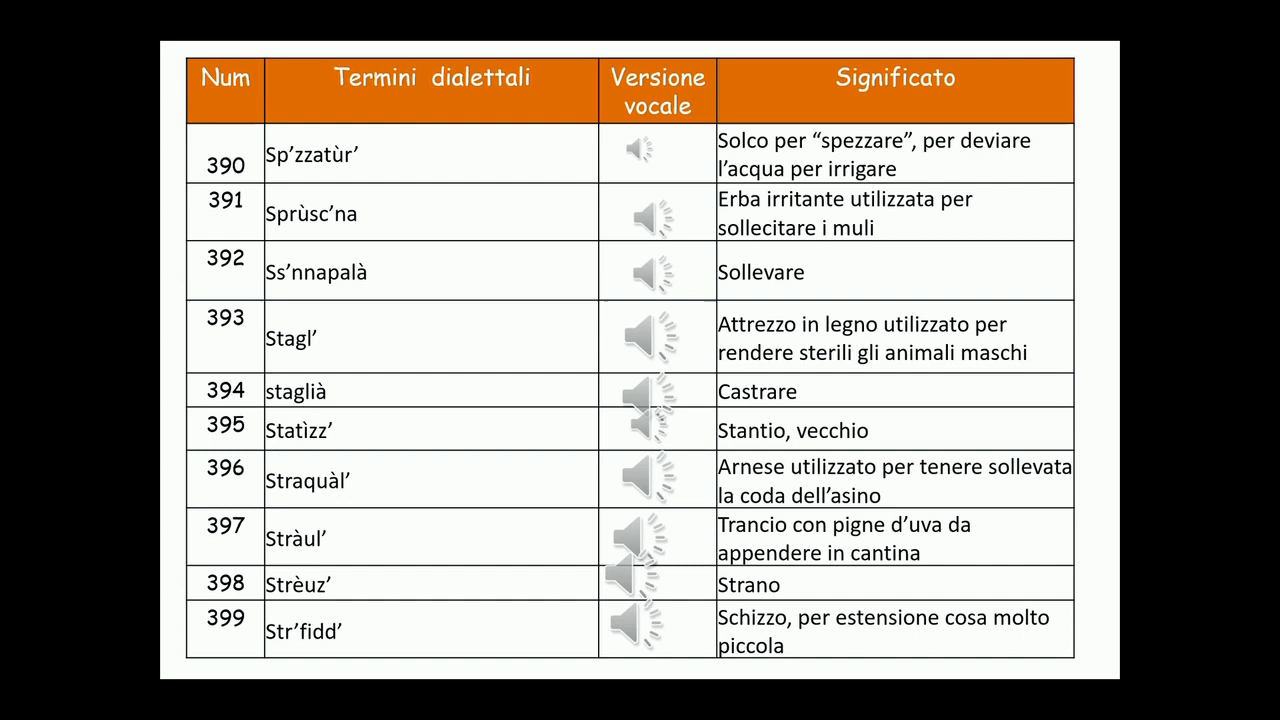 Num Termini dialettali Versione vocale Significato
390 Sp’zzatùr’ Solco per “spezzare”, per deviare
l’acqua per irrigare
391 Sprùsc’na Erba irritante utilizzata per
sollecitare i muli
392 Ss’nnapalà Sollevare
393 Stagl’ Attrezzo in legno utilizzato per
rendere sterili gli animali maschi
394 staglià Castrare
395 Statìzz’ Stantio, vecchio
396 Straquàl’ Arnese utilizzato per tenere sollevata
la coda dell’asino
397 Stràul’ Trancio con pigne d’uva da
appendere in cantina
398 Strèuz’ Strano
399 Str’fidd’ Schizzo, per estensione cosa molto
piccola